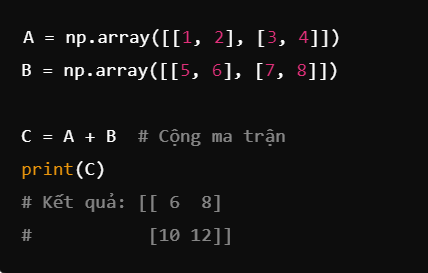 A = np.array([[1, 2], [3, 4]])
B = np.array([[5, 6], [7, 8]])
C = A + B  # Cộng ma trận
print(C)
# Kết quả: [[ 6  8]
#           [10 12]]